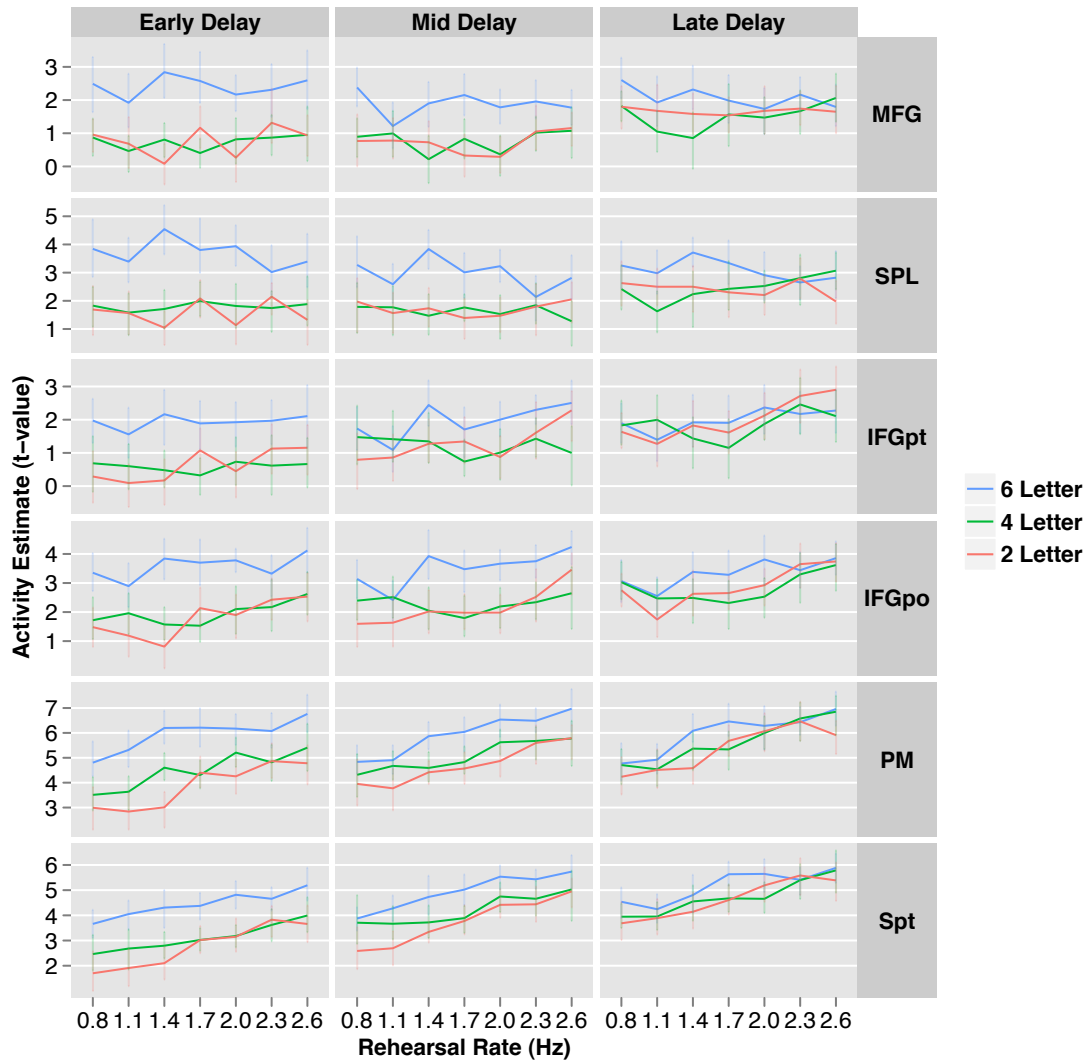 Early Delay Mid Delay Late Delay
3
2
1
0
MFG
5
4
3
2
1
SPL
3
2
1
0
IFGpt
4
3
2
1
IFGpo
7
6
5
4
3
PM
6
5
4
3
2
Spt
Activity Estimate (t−value)
0.8 1.1 1.4 1.7 2.0 2.3 2.6 0.8 1.1 1.4 1.7 2.0 2.3 2.6 0.8 1.1 1.4 1.7 2.0 2.3 2.6
Rehearsal Rate (Hz)
6 Letter
4 Letter
2 Letter